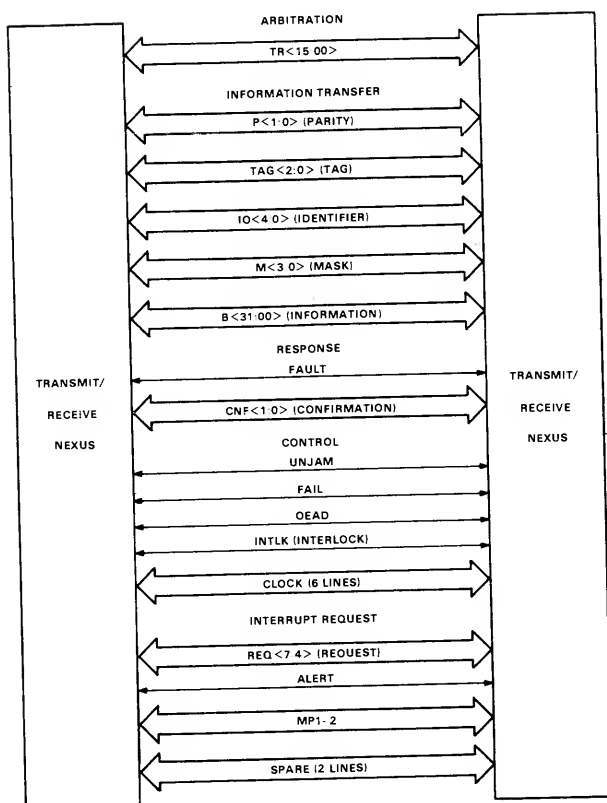 ARBITRATION
TR<15 00>
INFORMATION TRANSFER
P<1:0> (PARITY)
TAG<2:0> (TAG)
IO<4 0> (IDENTIFIER)
M<3 0> (MASK)
B<31:00> (INFORMATION)
RESPONSE
FAULT
CNF<1:0> (CONFIRMATION)
TRANSMIT/
RECEIVE
NEXUS
TRANSMIT/
RECEIVE
NEXUS
CONTROL
UNJAM
FAIL
OEAD
INTLK (INTERLOCK)
CLOCK (6 LINES)
INTERRUPT REQUEST
REQ<7 4> (REOUEST)
ALERT
MP1-2
SPARE (2 LINES)